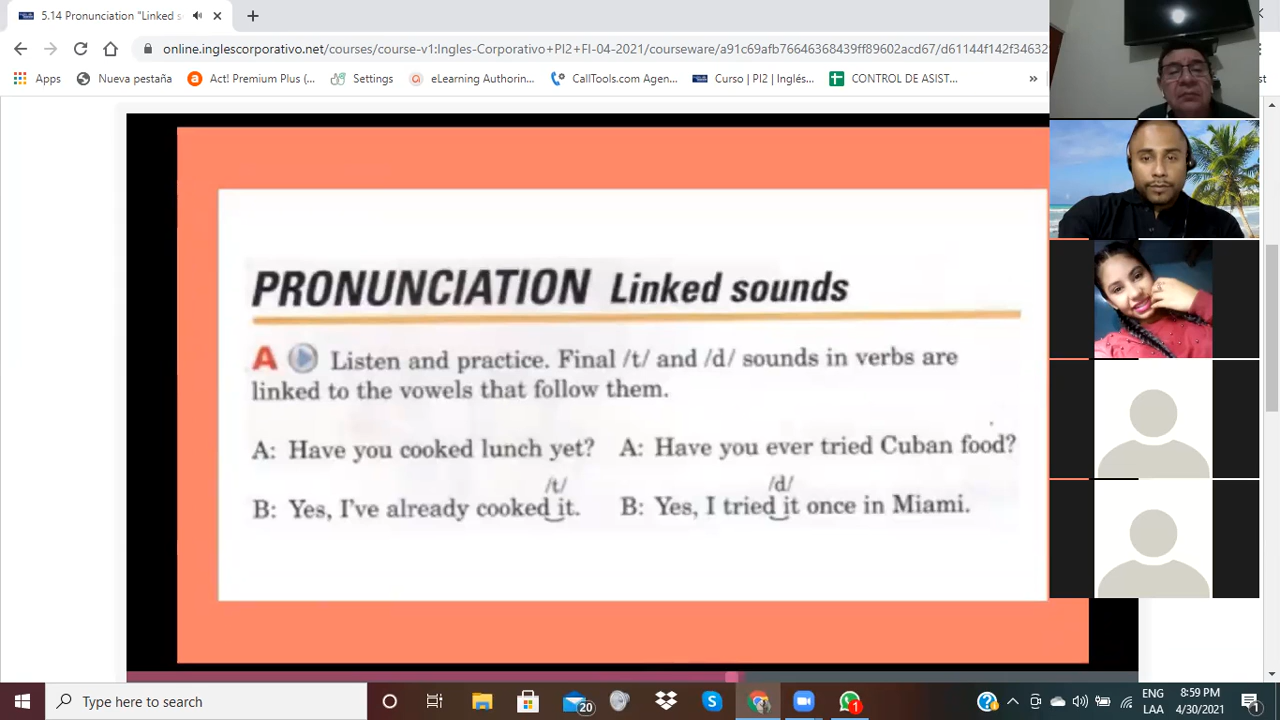 5.14 Pronunciation "Linked s
online.inglescorporativo.net/courses/course-v1:Ingles-Corporativo+PI2+FI-04-2021/courseware/a91c69afb76646368439ff89602acd67/d61144f142f34632
Apps Nueva pestaña Act! Premium Plus (... Settings eLearning Authorin... CallTools.com Agen... Curso | PI2 | Inglés... CONTROL DE ASIST... »
PRONUNCIATION Linked sounds
A Listen and practice. Final /t/ and /d/ sounds in verbs are
linked to the vowels that follow them.
A: Have you cooked lunch yet?
/t/
B: Yes, I've already cooked it.
A: Have you ever tried Cuban food?
/d/
B: Yes, I tried it once in Miami.
Type here to search
20
1
ENG
LAA
8:59 PM
4/30/2021
1